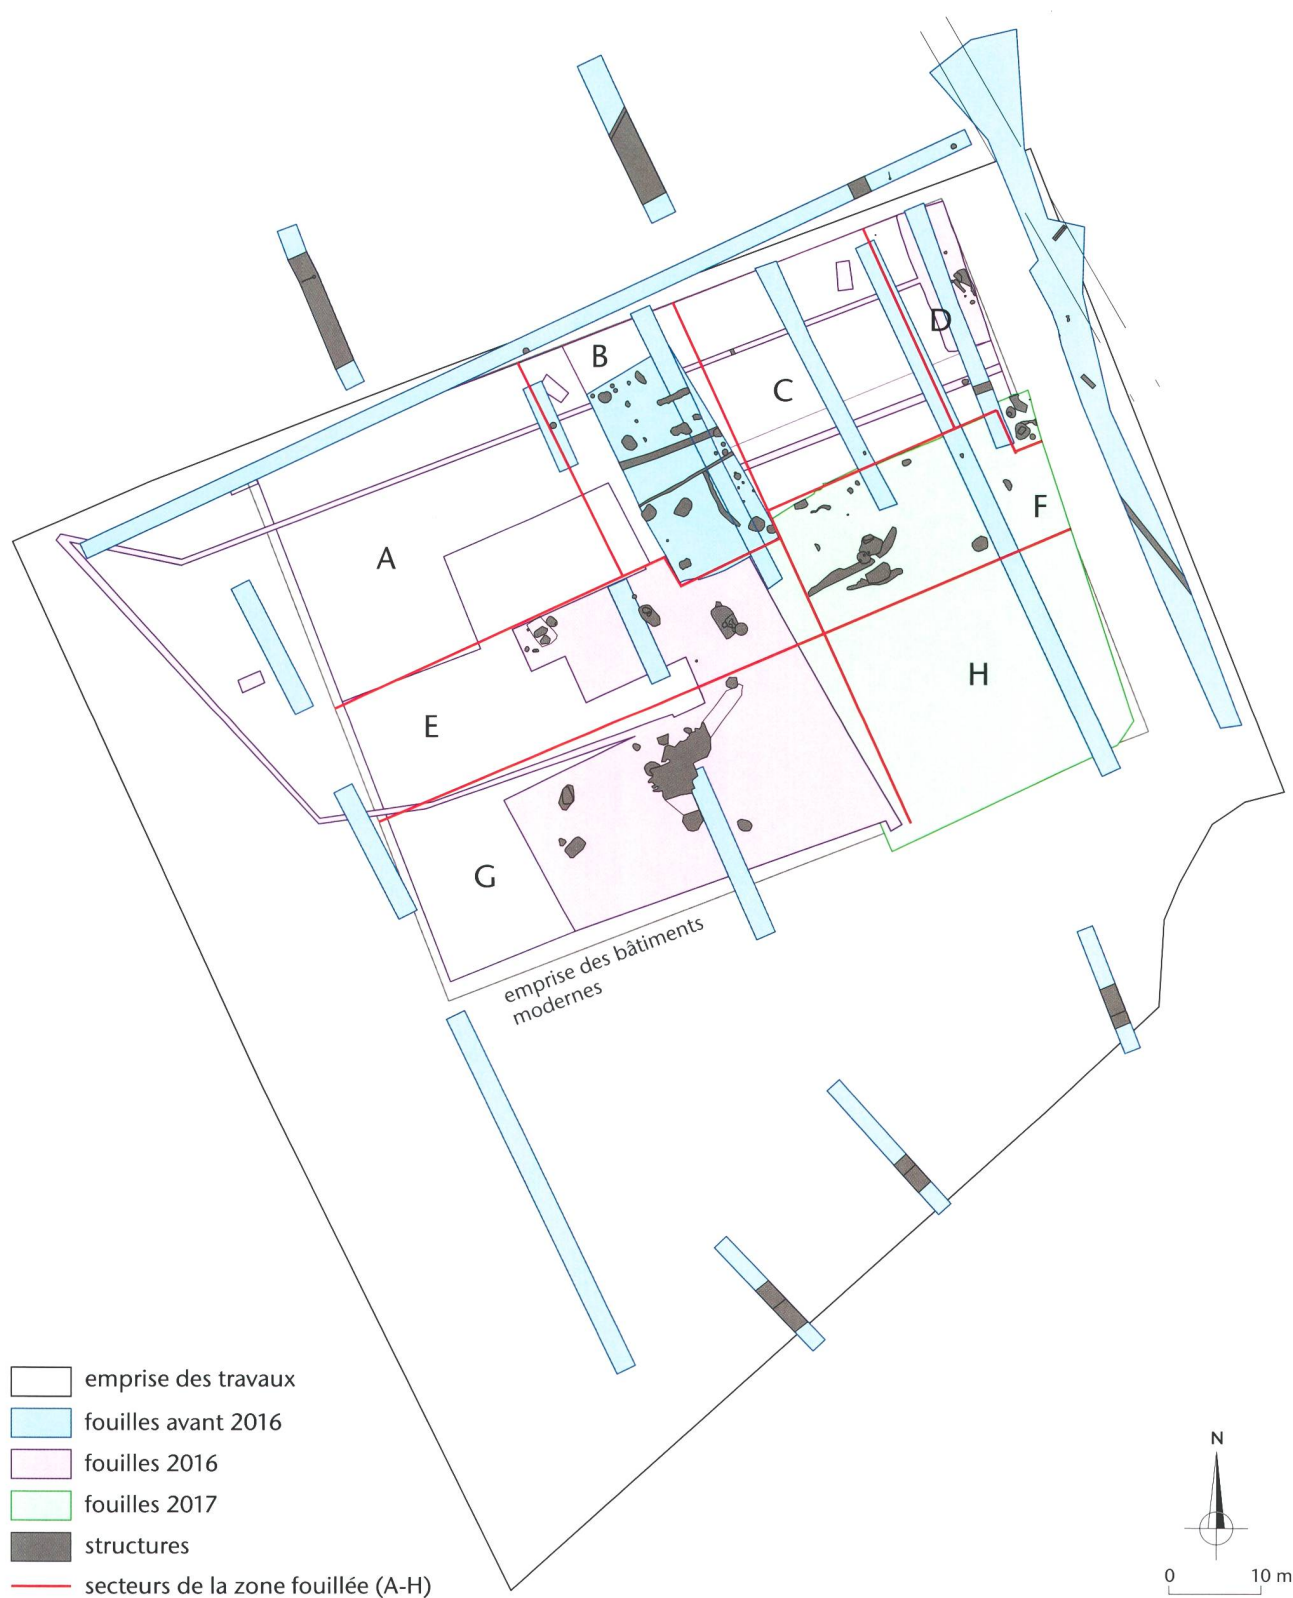 B
D
C
A
F
H
E
G
emprise des bâtiments
modernes
emprise des travaux
fouilles avant 2016
fouilles 2016
fouilles 2017
structures
secteurs de la zone fouillée (A-H)
N
0 10 m